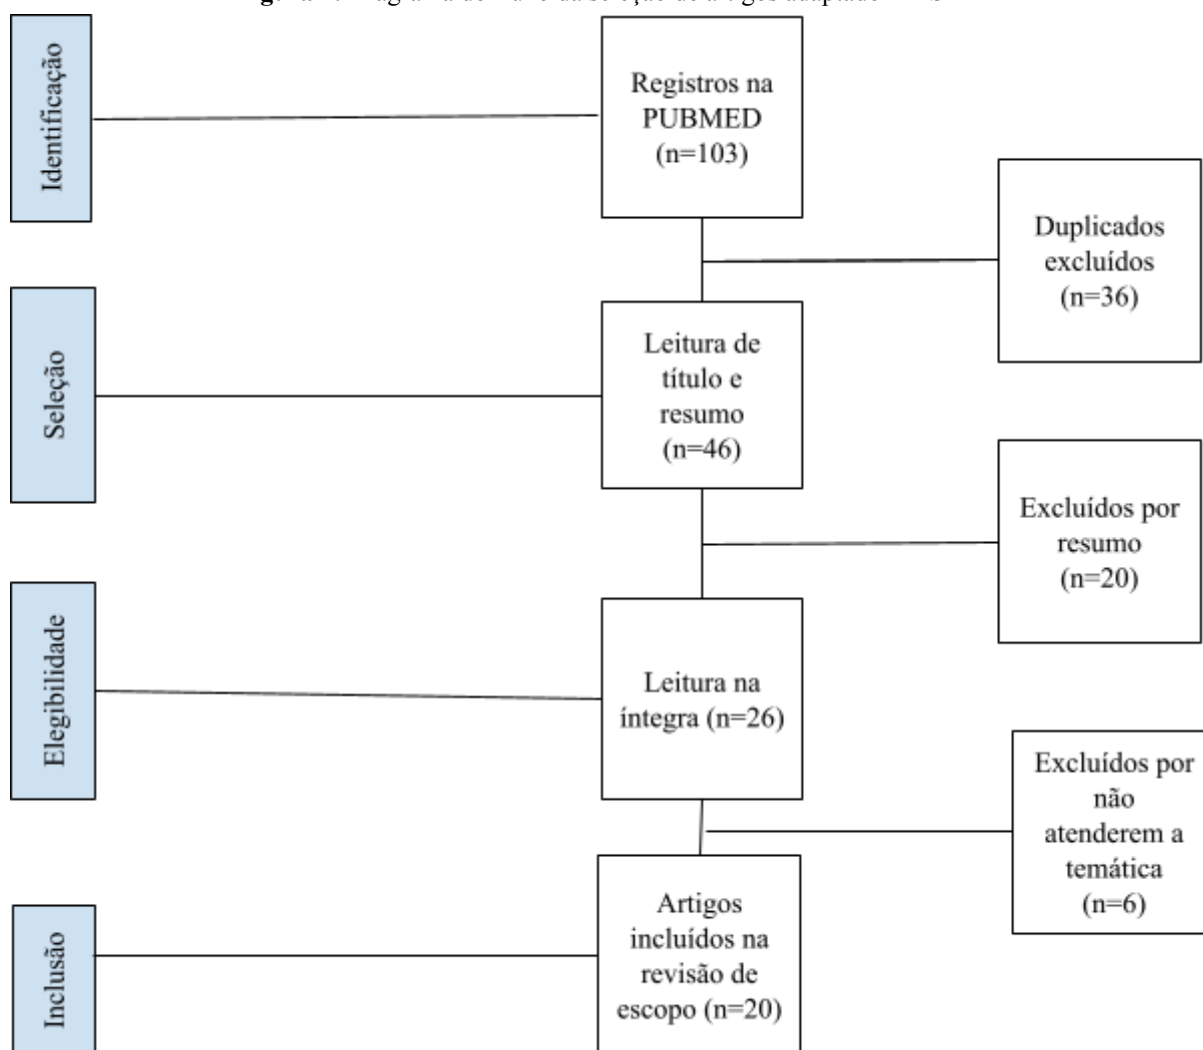 Identificação
Registros na
PUBMED
(n=103)
Duplicados
excluídos
(n=36)
Seleção
Leitura de
título e
resumo
(n=46)
Excluídos por
resumo
(n=20)
Elegibilidade
Leitura na
íntegra (n=26)
Excluídos por
não
atenderem a
temática
(n=6)
Inclusão
Artigos
incluídos na
revisão de
escopo (n=20)